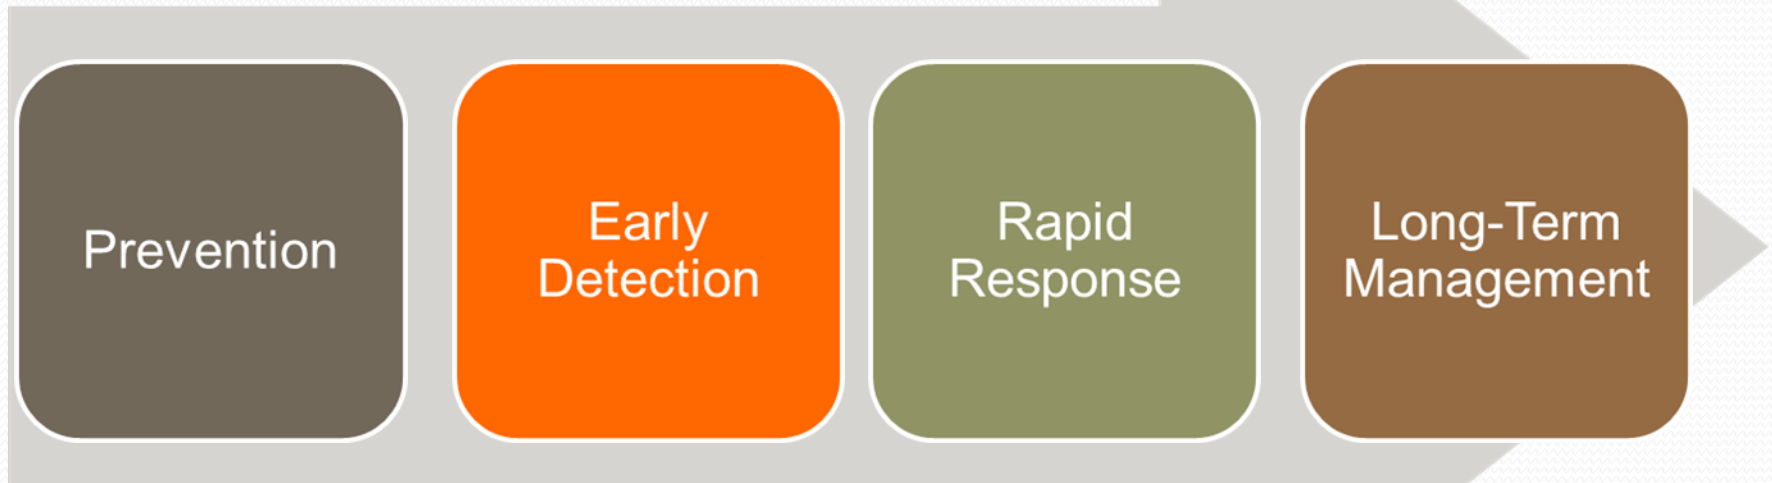 Prevention
Early
Detection
Rapid
Response
Long-Term
Management